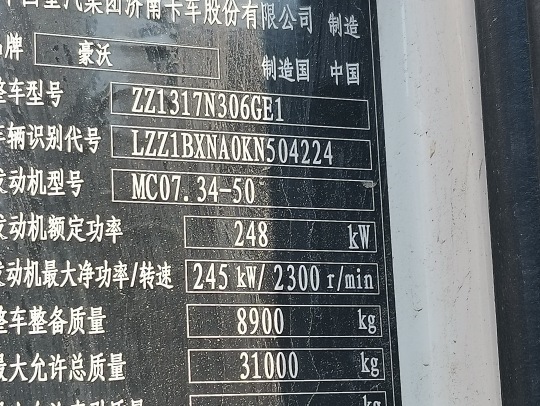 中国重汽集团济南卡车股份有限公司 制造
品牌 豪沃 制造国 中国
整车型号 ZZ1317N306GE1
车辆识别代号 LZZ1BXNA0KN504224
发动机型号 MC07.34-50
发动机额定功率 248 kW
发动机最大净功率/转速 245 kW/ 2300 r/min
整车整备质量 8900 kg
最大允许总质量 31000 kg
kg